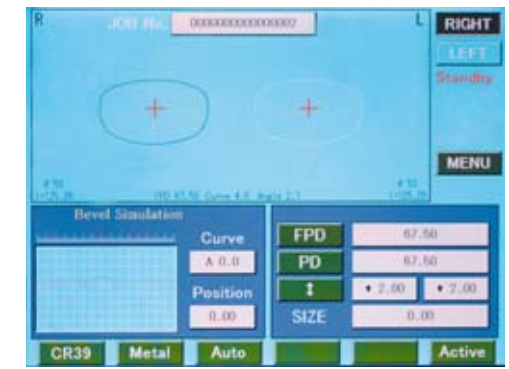 R
JOB No.
L
RIGHT
LEFT
Standby
MENU
Bevel Simulation
Curve
A 0.0
Position
0.00
FPD
67.50
PD
67.50
2.00
2.00
SIZE
0.00
CR39
Metal
Auto
Active